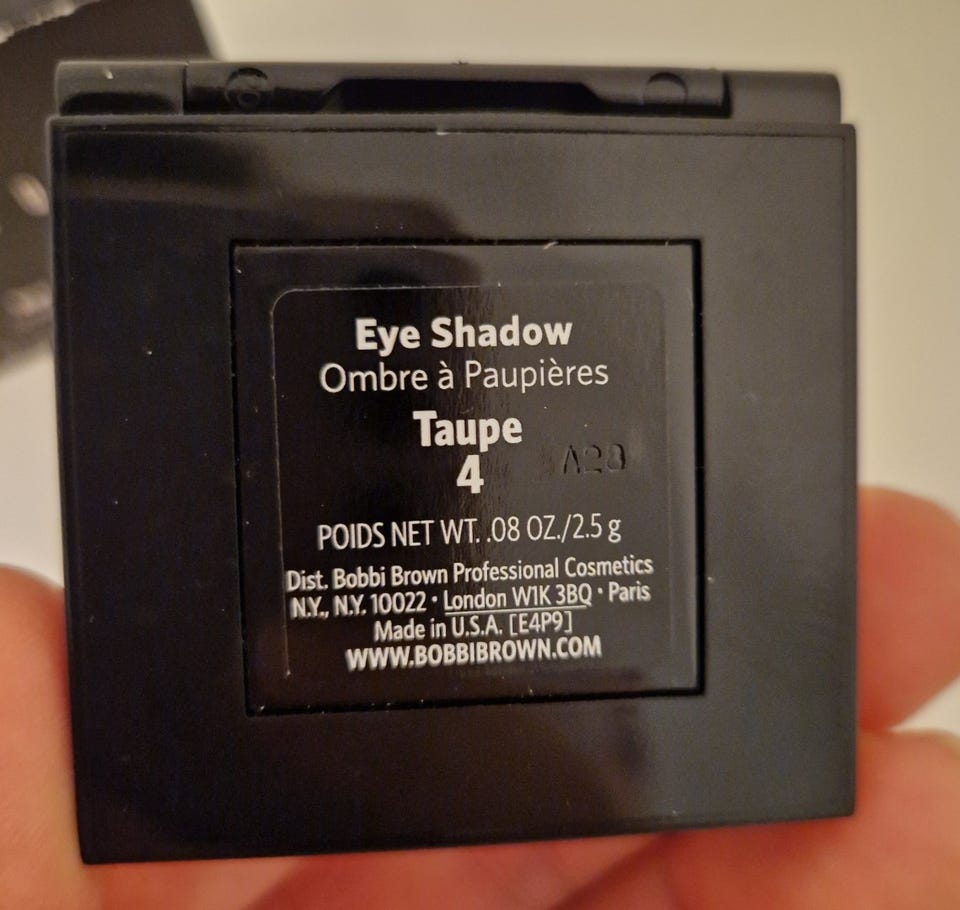 Eye Shadow
Ombre à Paupières
Taupe
4
A28
POIDS NET WT. .08 OZ./2.5 g
Dist. Bobbi Brown Professional Cosmetics
N.Y., N.Y. 10022 • London W1K 3BQ • Paris
Made in U.S.A. [E4P9]
WWW.BOBBIBROWN.COM